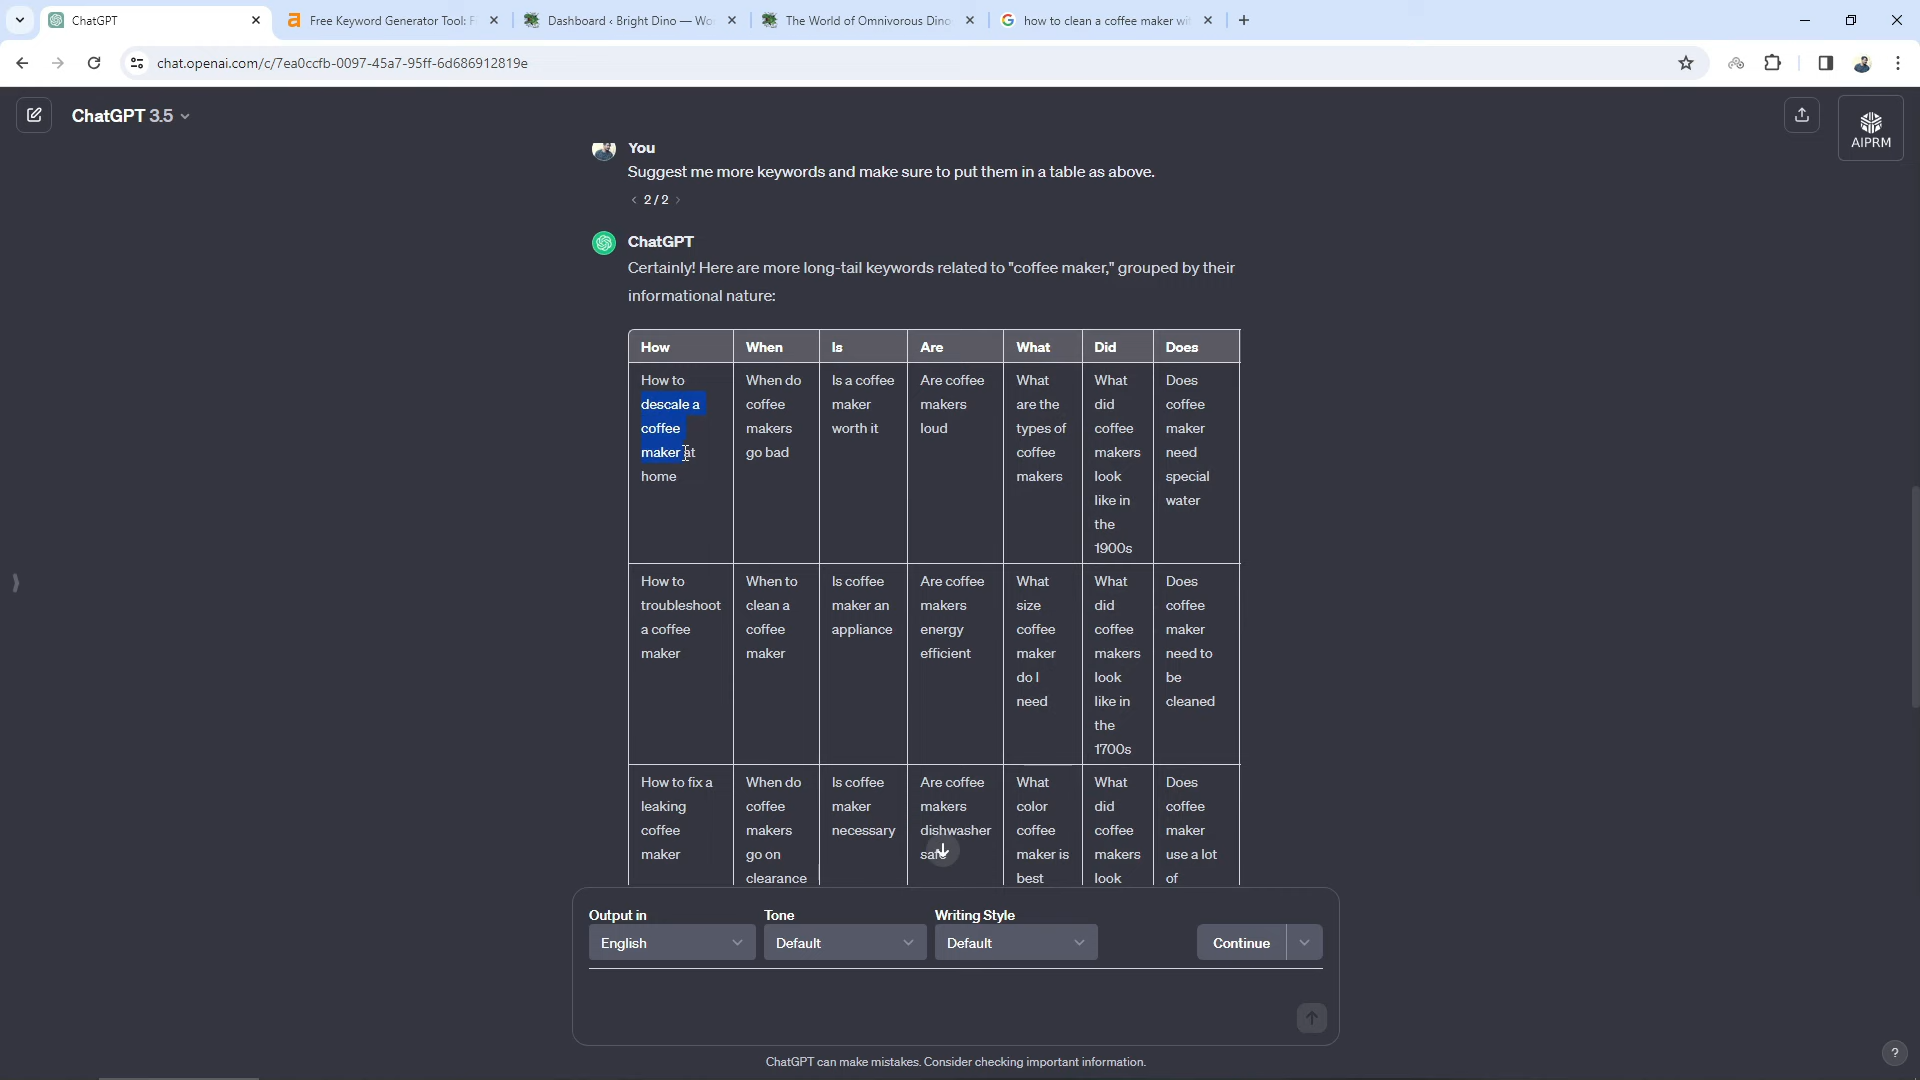 ChatGPT
Free Keyword Generator Tool: F
Dashboard ‹ Bright Dino — Wo
The World of Omnivorous Dino
how to clean a coffee maker wi
chat.openai.com/c/7ea0ccfb-0097-45a7-95ff-6d686912819e
ChatGPT 3.5
AIPRM
You
Suggest me more keywords and make sure to put them in a table as above.
2 / 2
ChatGPT
Certainly! Here are more long-tail keywords related to "coffee maker," grouped by their
informational nature:
How
When
Is
Are
What
Did
Does
How to
descale a
coffee
maker at
home
When do
coffee
makers
go bad
Is a coffee
maker
worth it
Are coffee
makers
loud
What
are the
types of
coffee
makers
What
did
coffee
makers
look
like in
the
1900s
Does
coffee
maker
need
special
water
How to
troubleshoot
a coffee
maker
When to
clean a
coffee
maker
Is coffee
maker an
appliance
Are coffee
makers
energy
efficient
What
size
coffee
maker
do I
need
What
did
coffee
makers
look
like in
the
1700s
Does
coffee
maker
need to
be
cleaned
How to fix a
leaking
coffee
maker
When do
coffee
makers
go on
clearance
Is coffee
maker
necessary
Are coffee
makers
dishwasher
safe
What
color
coffee
maker is
best
What
did
coffee
makers
look
Does
coffee
maker
use a lot
of
Output in
Tone
Writing Style
English
Default
Default
Continue
ChatGPT can make mistakes. Consider checking important information.
?